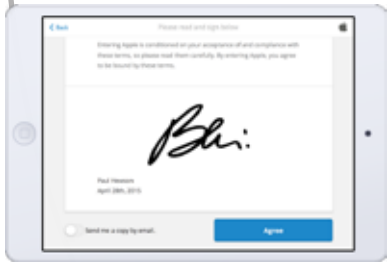 Back
Please read and sign below
Entering Apple is conditioned on your acceptance of and compliance with
these terms, so please read them carefully. By entering Apple, you agree
to be bound by these terms.
Paul Hewson
April 28th, 2015
Send me a copy by email.
Agree